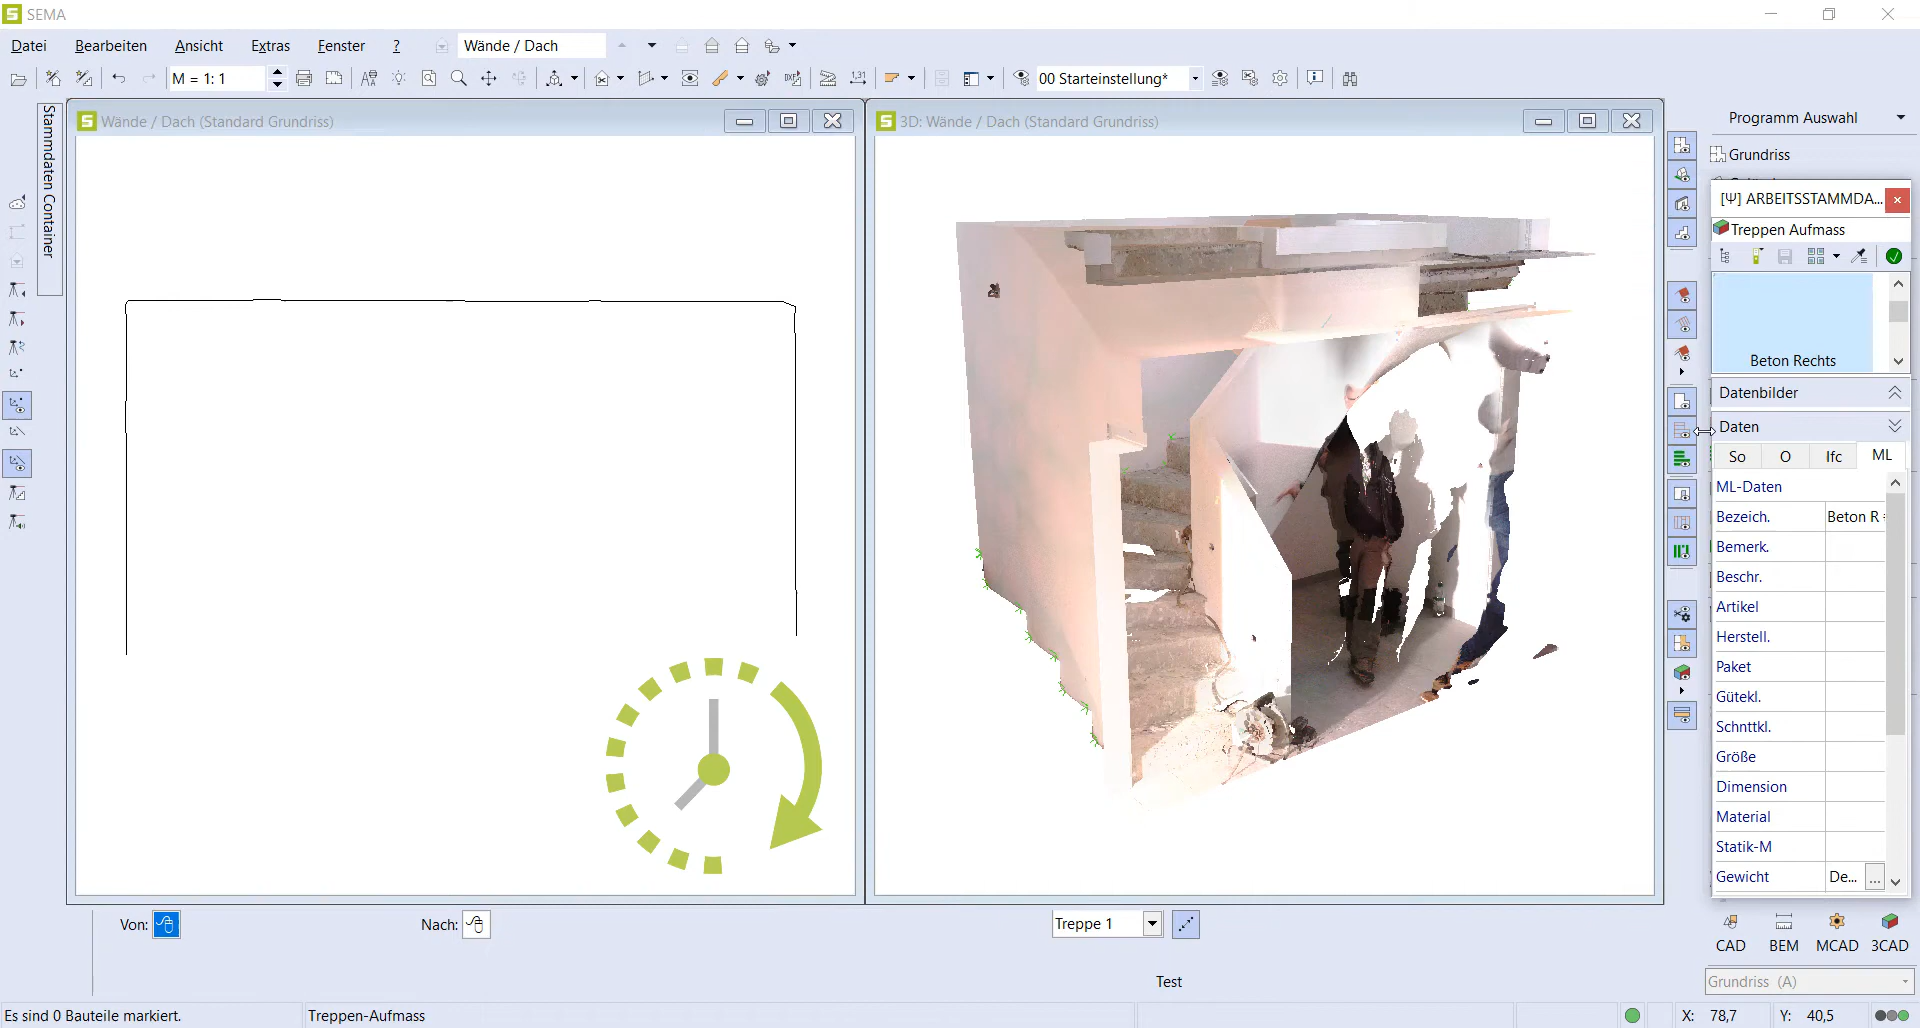 SEMA
Datei Bearbeiten Ansicht Extras Fenster ? Wände / Dach
M = 1: 1 1,31 00 Starteinstellung*
Stammdaten Container
Wände / Dach (Standard Grundriss)
3D: Wände / Dach (Standard Grundriss)
Programm Auswahl
Grundriss
[Ψ] ARBEITSSTAMMDA...
Treppen Aufmass
Beton Rechts
Datenbilder
Daten
So O Ifc ML
ML-Daten
Bezeich. Beton R
Bemerk.
Beschr.
Artikel
Herstell.
Paket
Gütekl.
Schnttkl.
Größe
Dimension
Material
Statik-M
Gewicht De... ...
Von: Nach: Treppe 1
CAD BEM MCAD 3CAD
Test
Grundriss (A)
Es sind 0 Bauteile markiert. Treppen-Aufmass X: 78,7 Y: 40,5